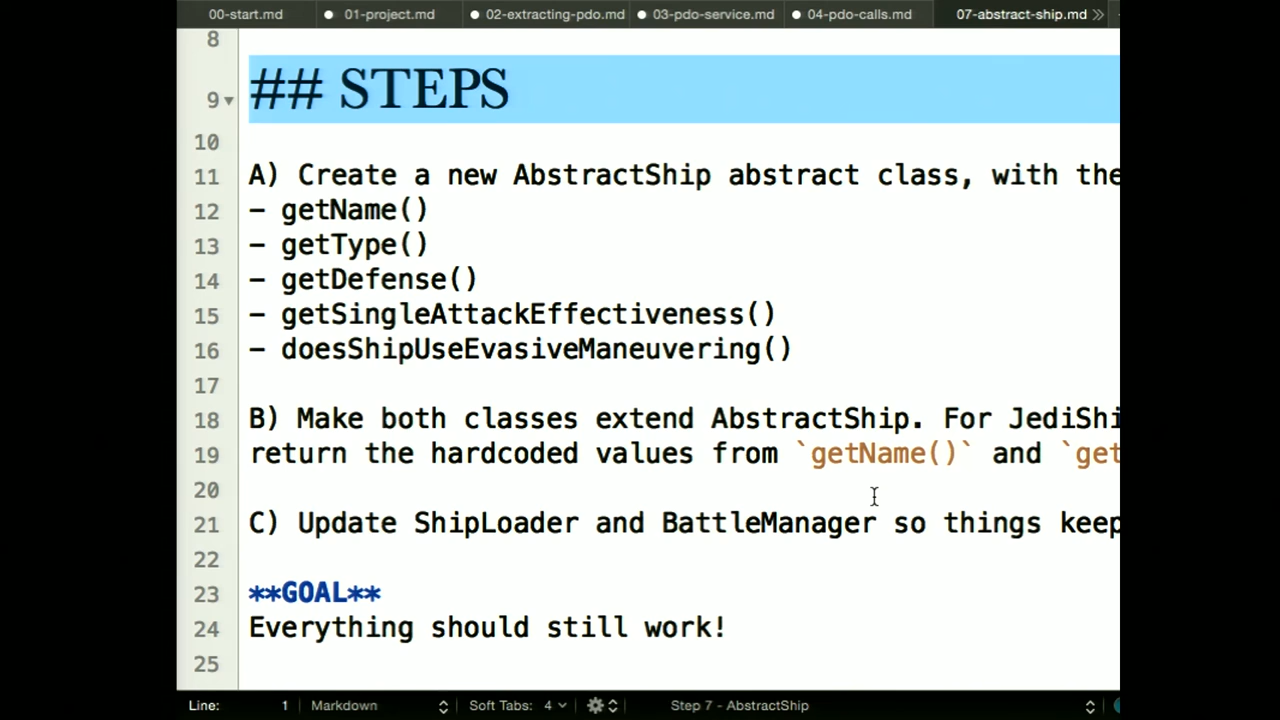 00-start.md 01-project.md 02-extracting-pdo.md 03-pdo-service.md 04-pdo-calls.md 07-abstract-ship.md
8
9 ## STEPS
10
11 A) Create a new AbstractShip abstract class, with the
12 - getName()
13 - getType()
14 - getDefense()
15 - getSingleAttackEffectiveness()
16 - doesShipUseEvasiveManeuvering()
17
18 B) Make both classes extend AbstractShip. For JediShi
19 return the hardcoded values from `getName()` and `get
20
21 C) Update ShipLoader and BattleManager so things keep
22
23 **GOAL**
24 Everything should still work!
25
Line: 1 Markdown Soft Tabs: 4 Step 7 - AbstractShip